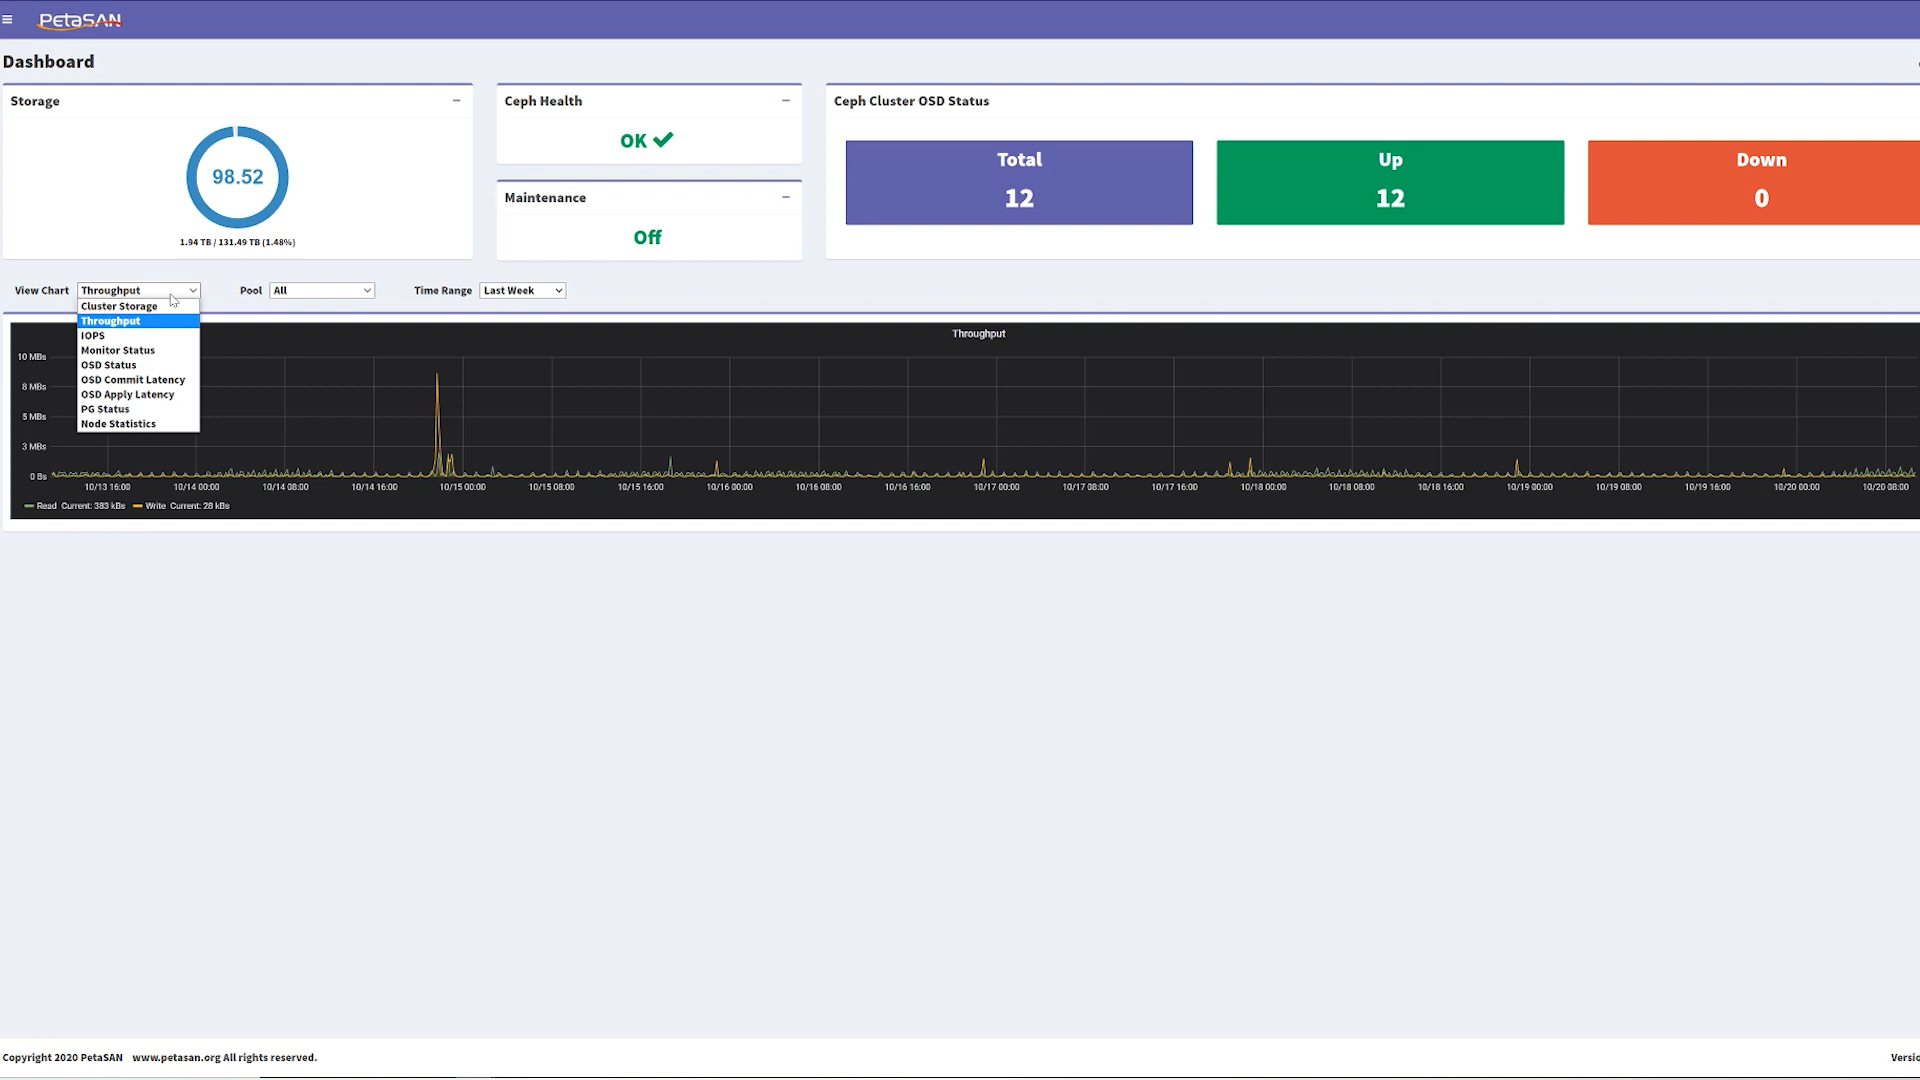 PetaSAN
Dashboard
Storage
98.52
1.94 TB / 131.49 TB (1.48%)
Ceph Health
OK
Maintenance
Off
Ceph Cluster OSD Status
Total
12
Up
12
Down
0
View Chart Throughput Pool All Time Range Last Week
Cluster Storage
Throughput
IOPS
Monitor Status
OSD Status
OSD Commit Latency
OSD Apply Latency
PG Status
Node Statistics
Throughput
10 MBs
8 MBs
5 MBs
3 MBs
0 Bs
10/13 16:00 10/14 00:00 10/14 08:00 10/14 16:00 10/15 00:00 10/15 08:00 10/15 16:00 10/16 00:00 10/16 08:00 10/16 16:00 10/17 00:00 10/17 08:00 10/17 16:00 10/18 00:00 10/18 08:00 10/18 16:00 10/19 00:00 10/19 08:00 10/19 16:00 10/20 00:00 10/20 08:00
Read Current: 383 kBs Write Current: 28 kBs
Copyright 2020 PetaSAN www.petasan.org All rights reserved.
Versio